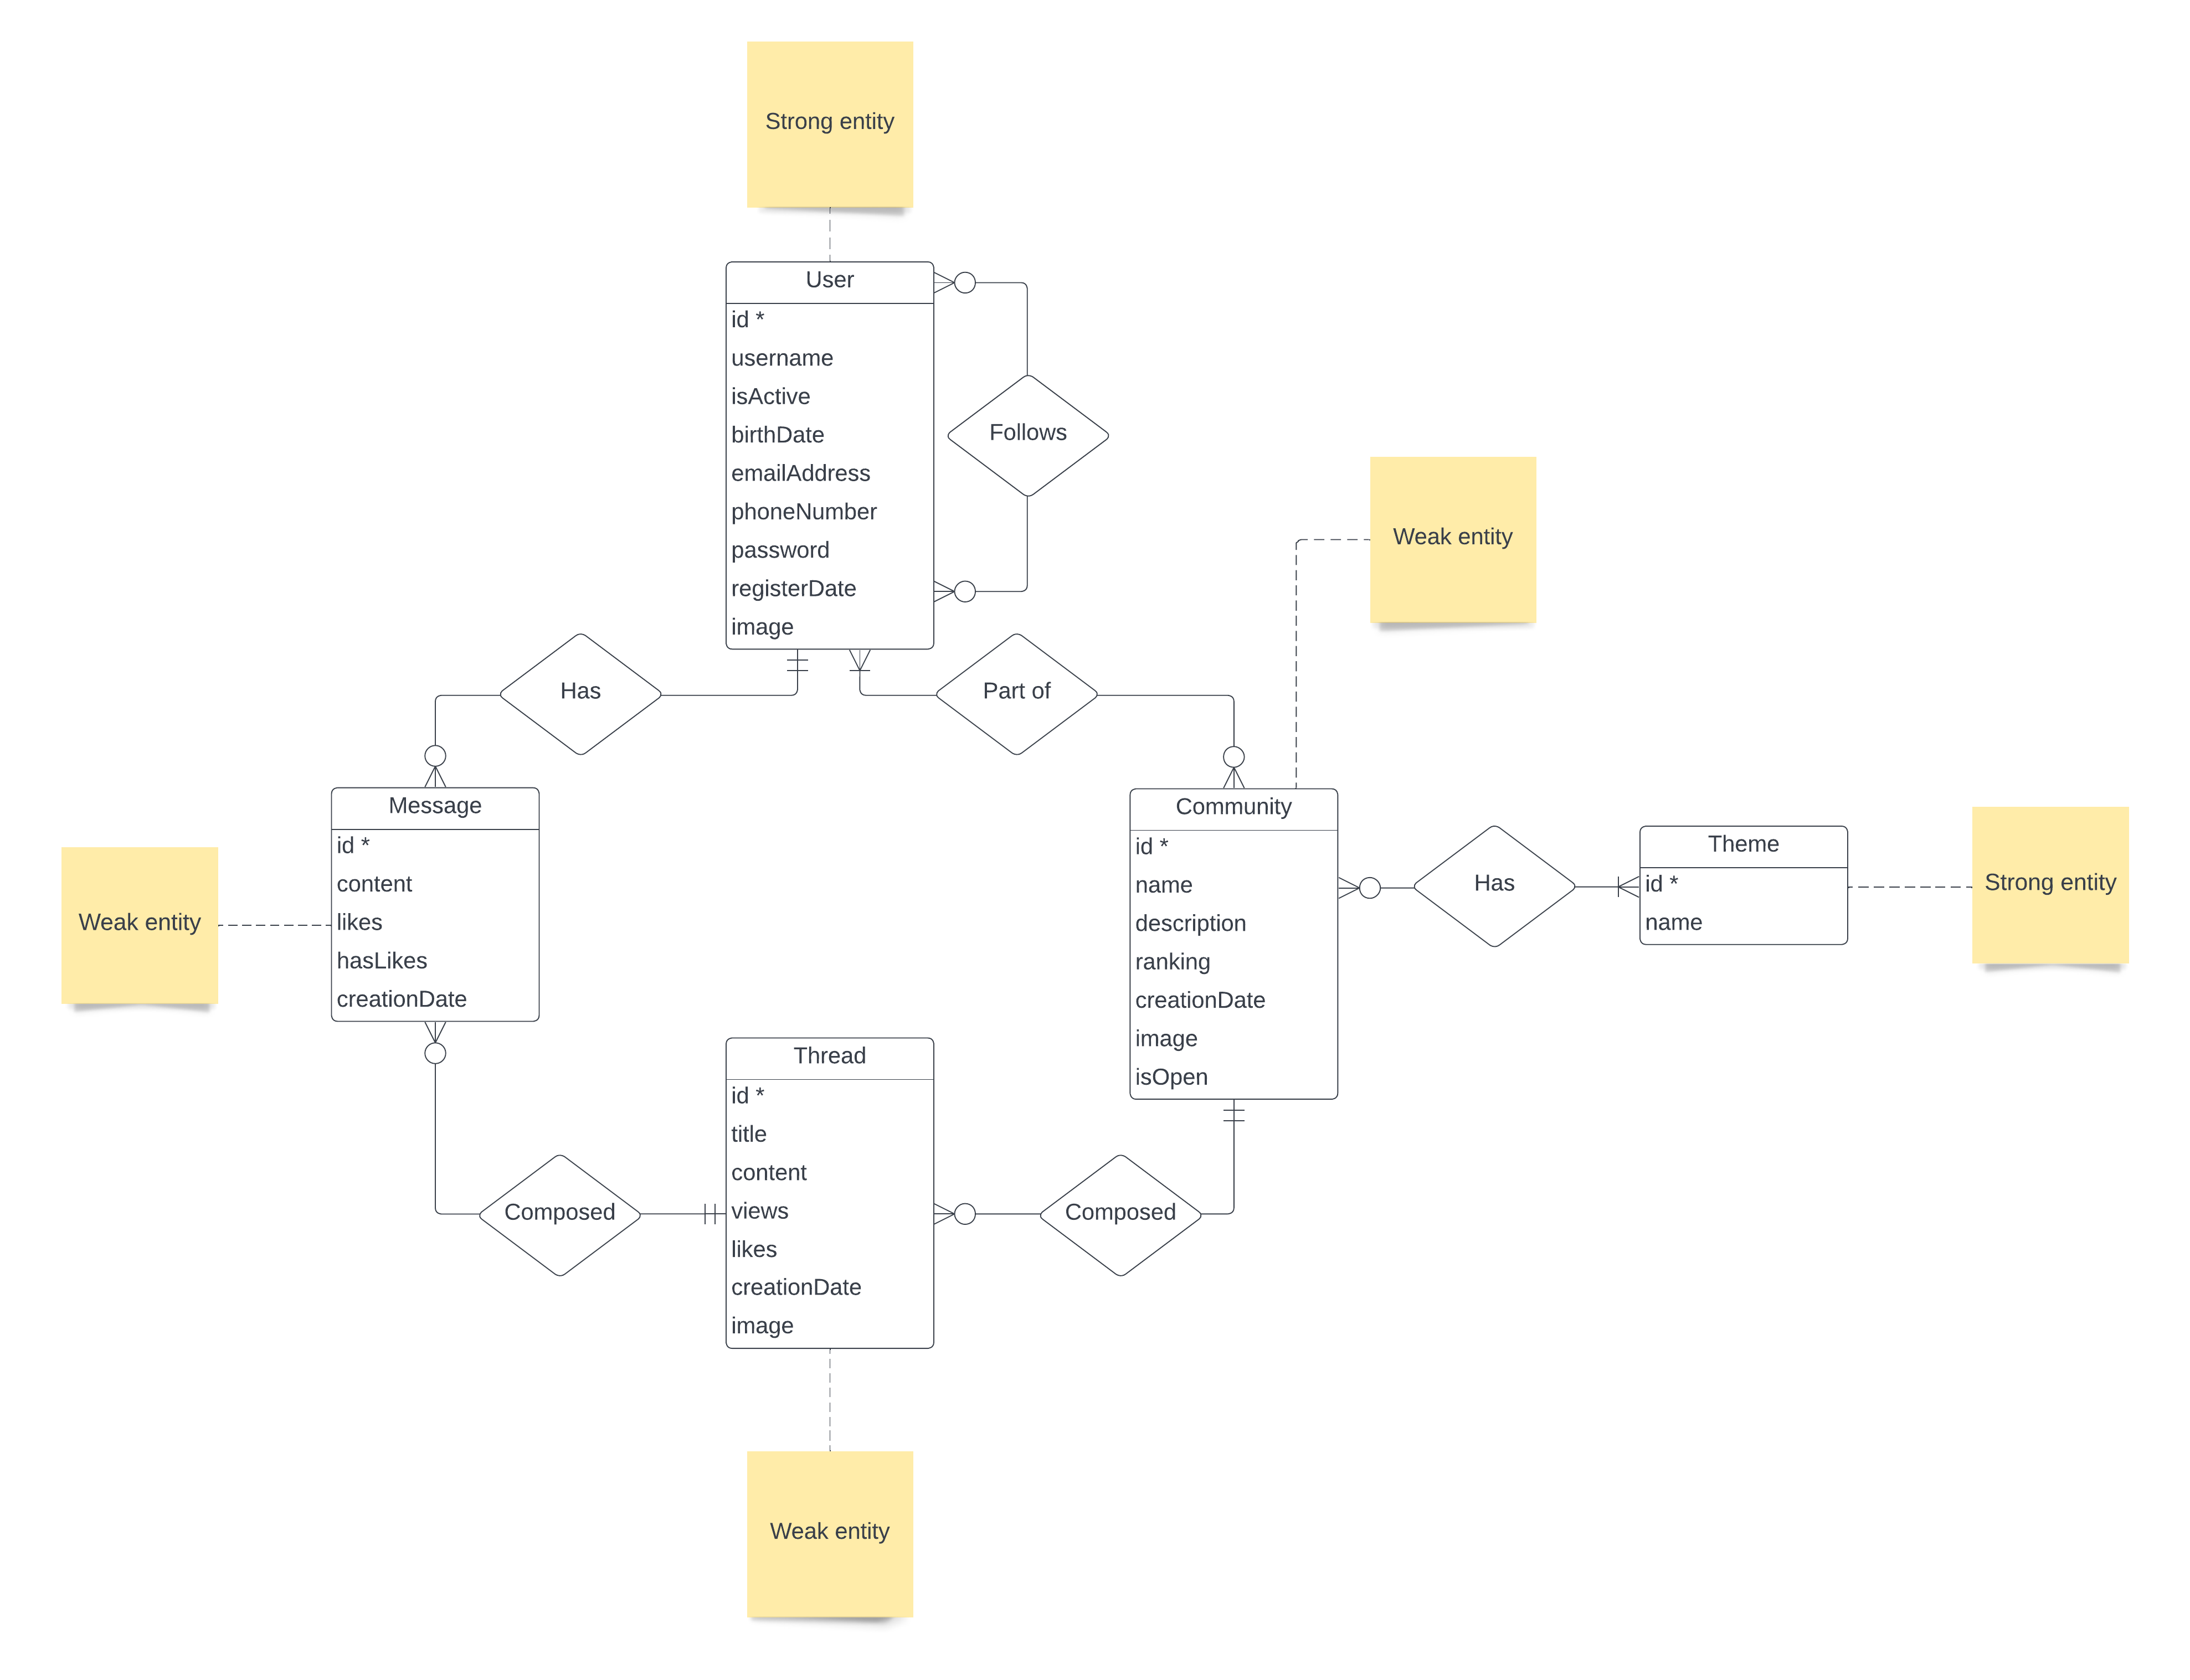 Strong entity
User
id *
username
isActive
birthDate
emailAddress
phoneNumber
password
registerDate
image
Follows
Weak entity
Has
Part of
Message
id *
content
likes
hasLikes
creationDate
Weak entity
Community
id *
name
description
ranking
creationDate
image
isOpen
Has
Theme
id *
name
Strong entity
Thread
id *
title
content
views
likes
creationDate
image
Composed
Composed
Weak entity